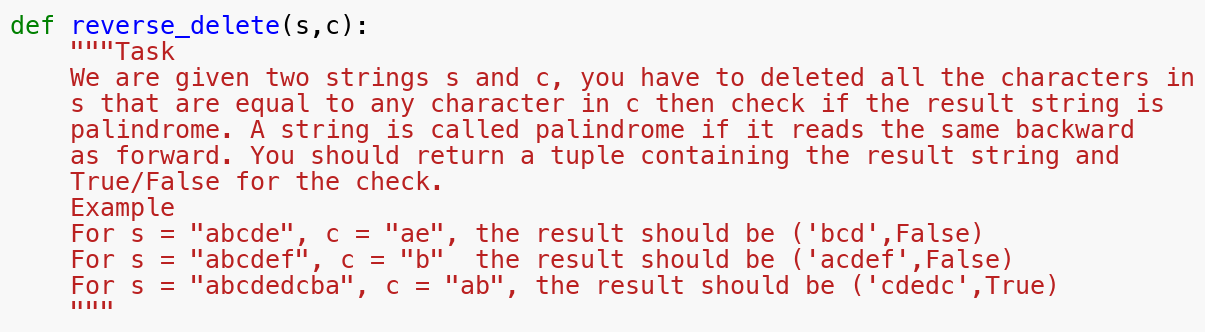 def reverse_delete(s,c):
    """Task
    We are given two strings s and c, you have to deleted all the characters in
    s that are equal to any character in c then check if the result string is
    palindrome. A string is called palindrome if it reads the same backward
    as forward. You should return a tuple containing the result string and
    True/False for the check.
    Example
    For s = "abcde", c = "ae", the result should be ('bcd',False)
    For s = "abcdef", c = "b"  the result should be ('acdef',False)
    For s = "abcdedcba", c = "ab", the result should be ('cdedc',True)
    """